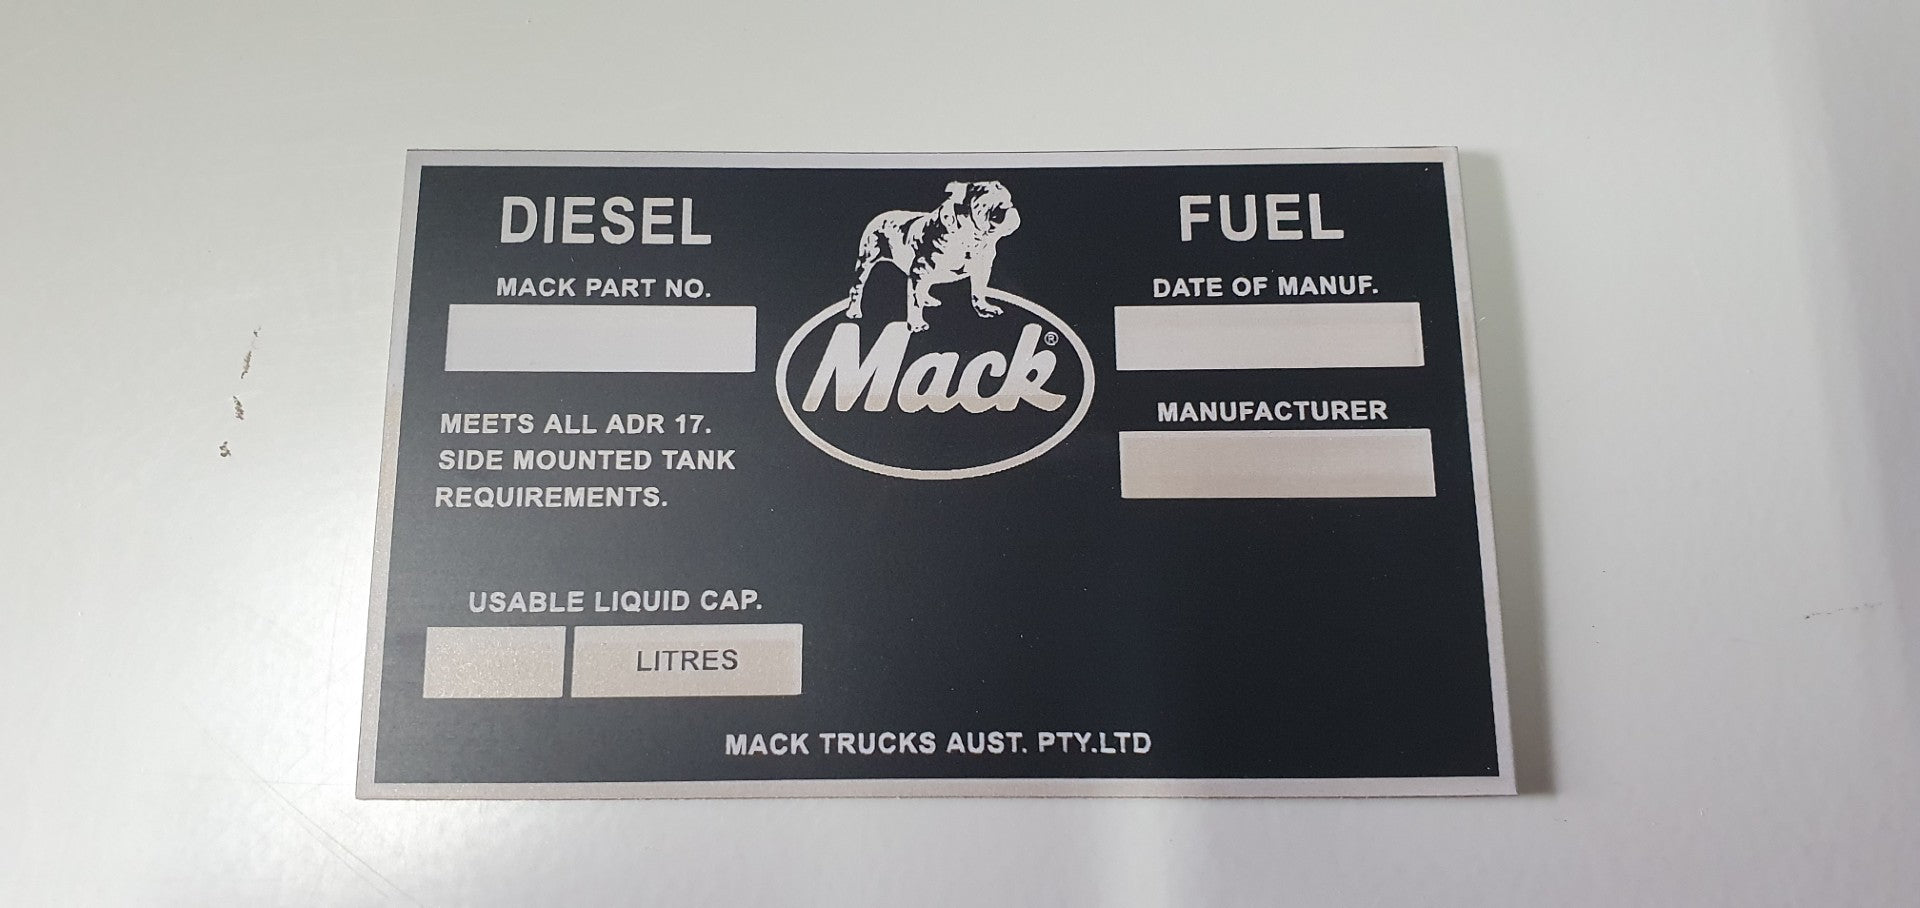 DIESEL
FUEL
MACK PART NO.
DATE OF MANUF.
Mack®
MEETS ALL ADR 17.
SIDE MOUNTED TANK
REQUIREMENTS.
MANUFACTURER
USABLE LIQUID CAP.
LITRES
MACK TRUCKS AUST. PTY.LTD